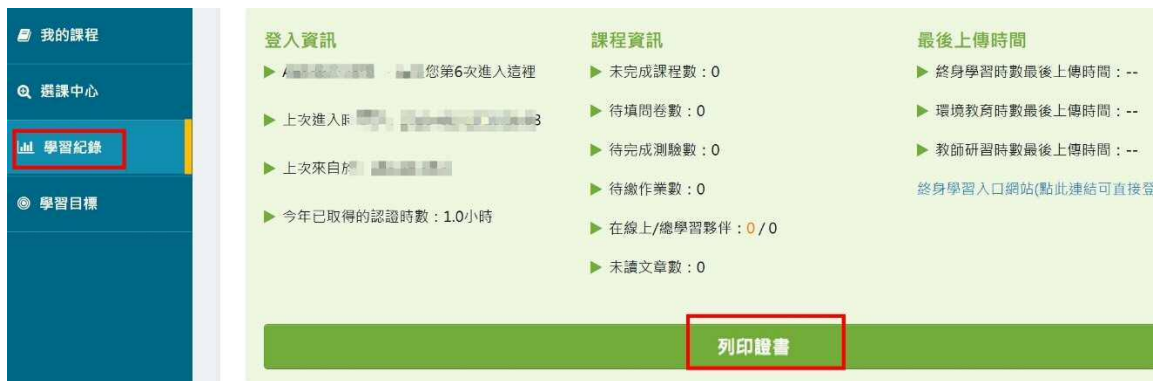 我的課程
選課中心
學習紀錄
學習目標
登入資訊
您第6次進入這裡
上次進入
上次來自於
今年已取得的認證時數：1.0小時
課程資訊
未完成課程數：0
待填問卷數：0
待完成測驗數：0
待繳作業數：0
在線上/總學習夥伴：0 / 0
未讀文章數：0
最後上傳時間
終身學習時數最後上傳時間：--
環境教育時數最後上傳時間：--
教師研習時數最後上傳時間：--
終身學習入口網站(點此連結可直接登
列印證書